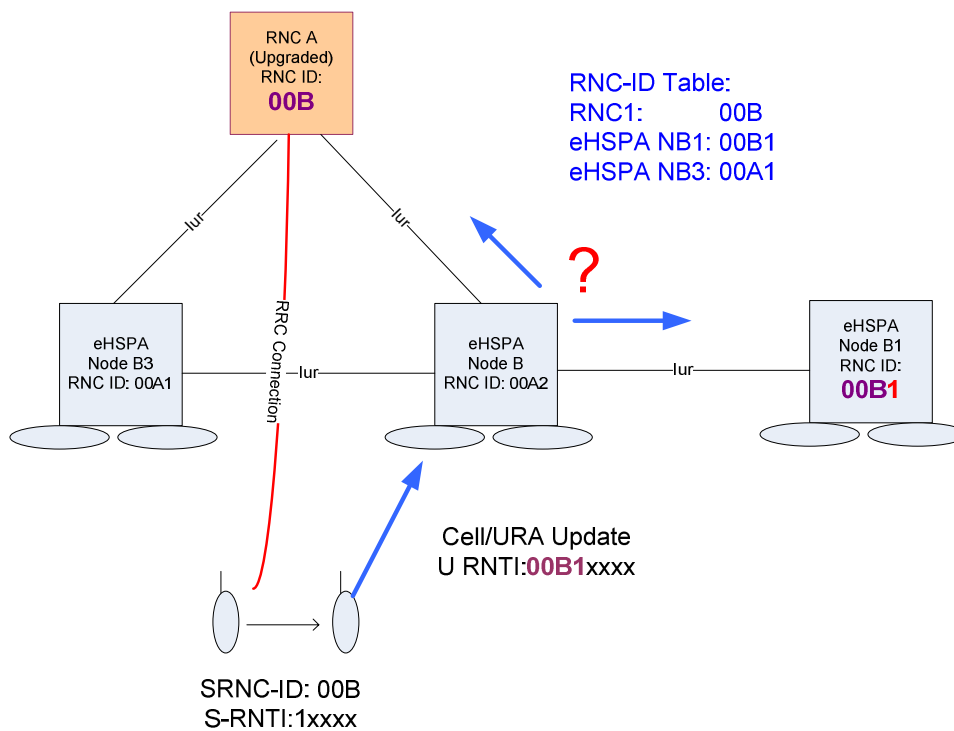 RNC A
(Upgraded)
RNC ID:
00B
RNC-ID Table:
RNC1: 00B
eHSPA NB1: 00B1
eHSPA NB3: 00A1
Iur
Iur
?
RRC Connection
eHSPA
Node B3
RNC ID: 00A1
Iur
eHSPA
Node B
RNC ID: 00A2
Iur
eHSPA
Node B1
RNC ID:
00B1
Cell/URA Update
U RNTI:00B1xxxx
SRNC-ID: 00B
S-RNTI:1xxxx